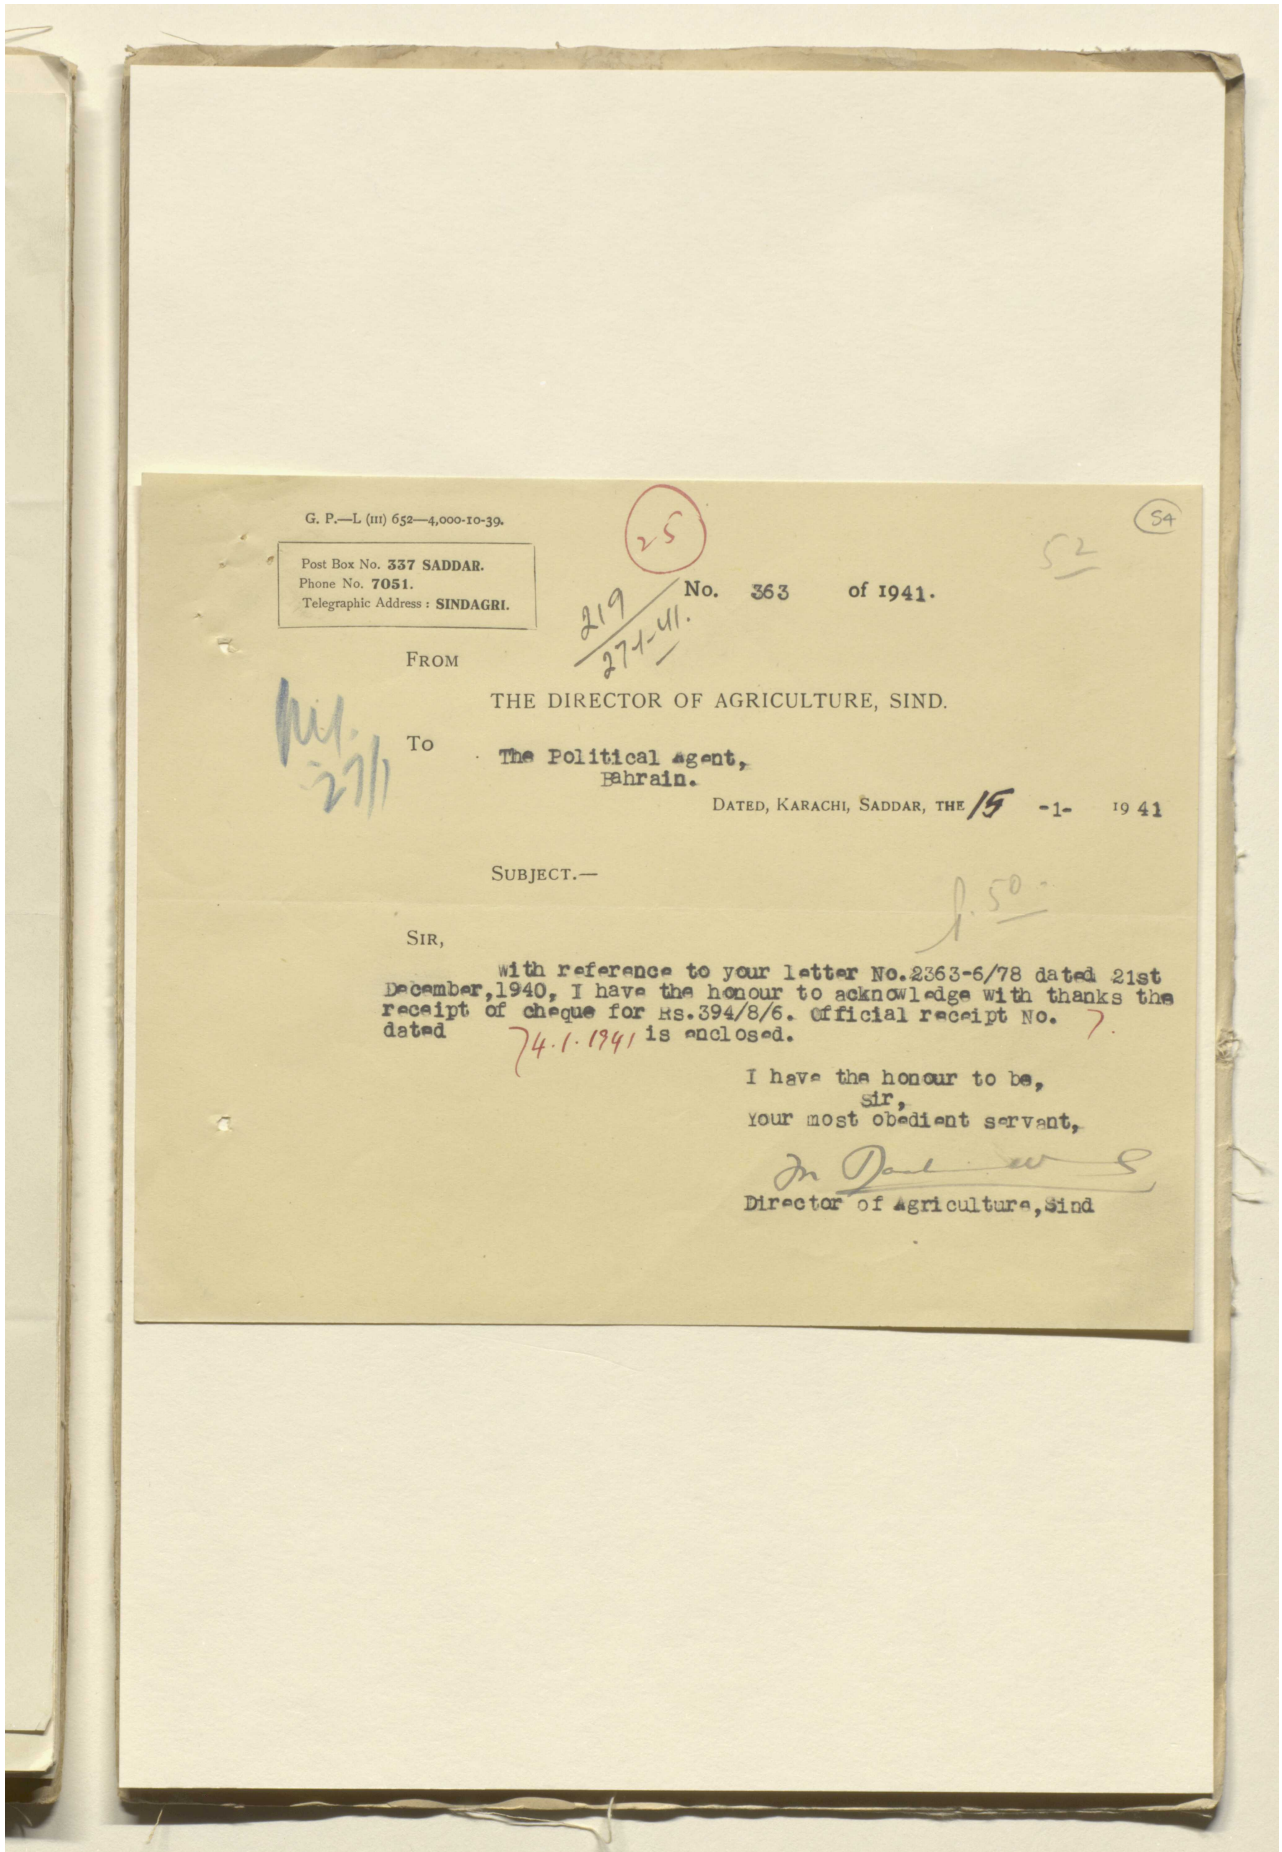 G. P.—L (III) 652—4,000-10-39.
25
54
52
Post Box No. 337 SADDAR.
Phone No. 7051.
Telegraphic Address : SINDAGRI.
No. 363 of 1941.
219
27-1-41.
FROM
THE DIRECTOR OF AGRICULTURE, SIND.
27/1
To
The Political Agent,
Bahrain.
DATED, KARACHI, SADDAR, THE 15 -1- 1941
SUBJECT.—
p. 50
SIR,
With reference to your letter No.2363-6/78 dated 21st
December,1940, I have the honour to acknowledge with thanks the
receipt of cheque for Rs.394/8/6. Official receipt No. 7.
dated 4.1.1941 is enclosed.
I have the honour to be,
Sir,
Your most obedient servant,
Director of Agriculture,Sind